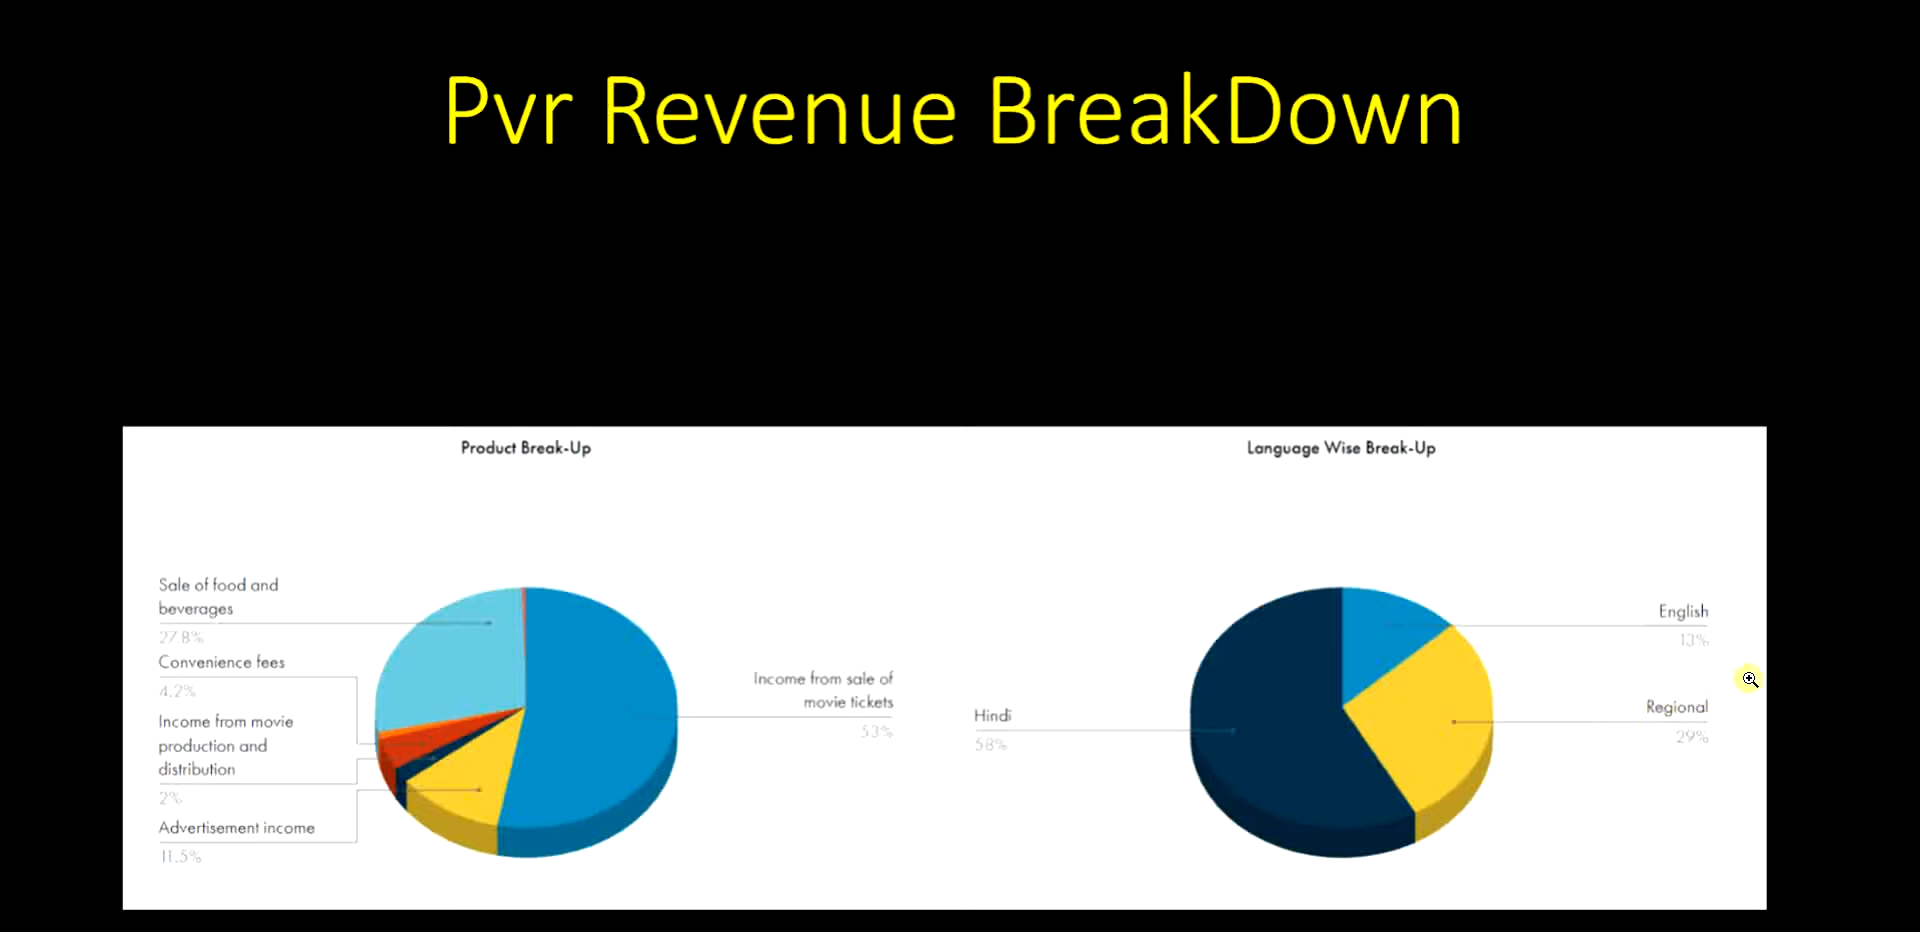 Pvr Revenue BreakDown
Product Break-Up
Sale of food and
beverages
27.8%
Convenience fees
4.2%
Income from movie
production and
distribution
2%
Advertisement income
11.5%
Income from sale of
movie tickets
53%
Language Wise Break-Up
Hindi
58%
English
13%
Regional
29%